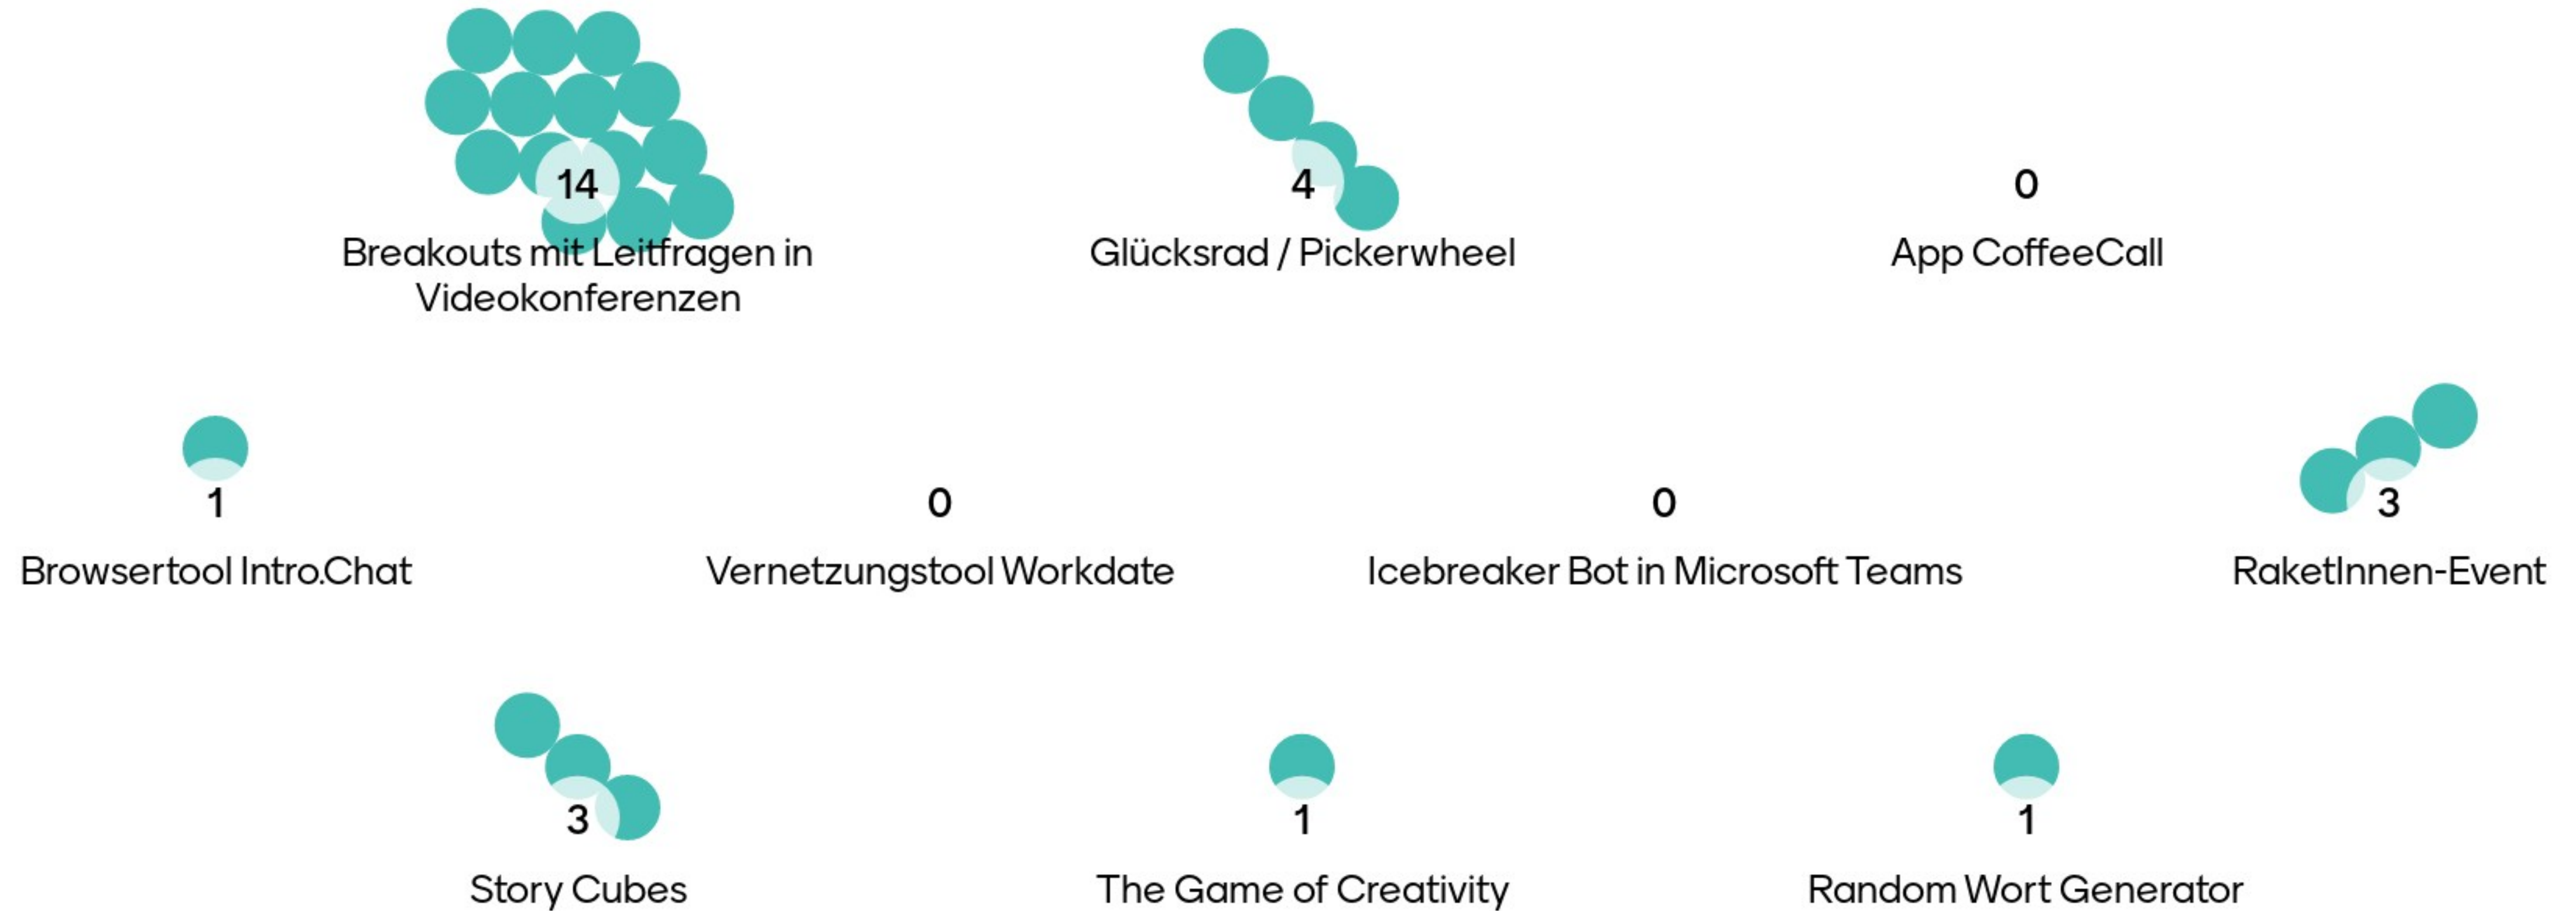 14
Breakouts mit Leitfragen in
Videokonferenzen
4
Glücksrad / Pickerwheel
0
App CoffeeCall
1
Browsertool Intro.Chat
0
Vernetzungstool Workdate
0
Icebreaker Bot in Microsoft Teams
3
RaketInnen-Event
3
Story Cubes
1
The Game of Creativity
1
Random Wort Generator